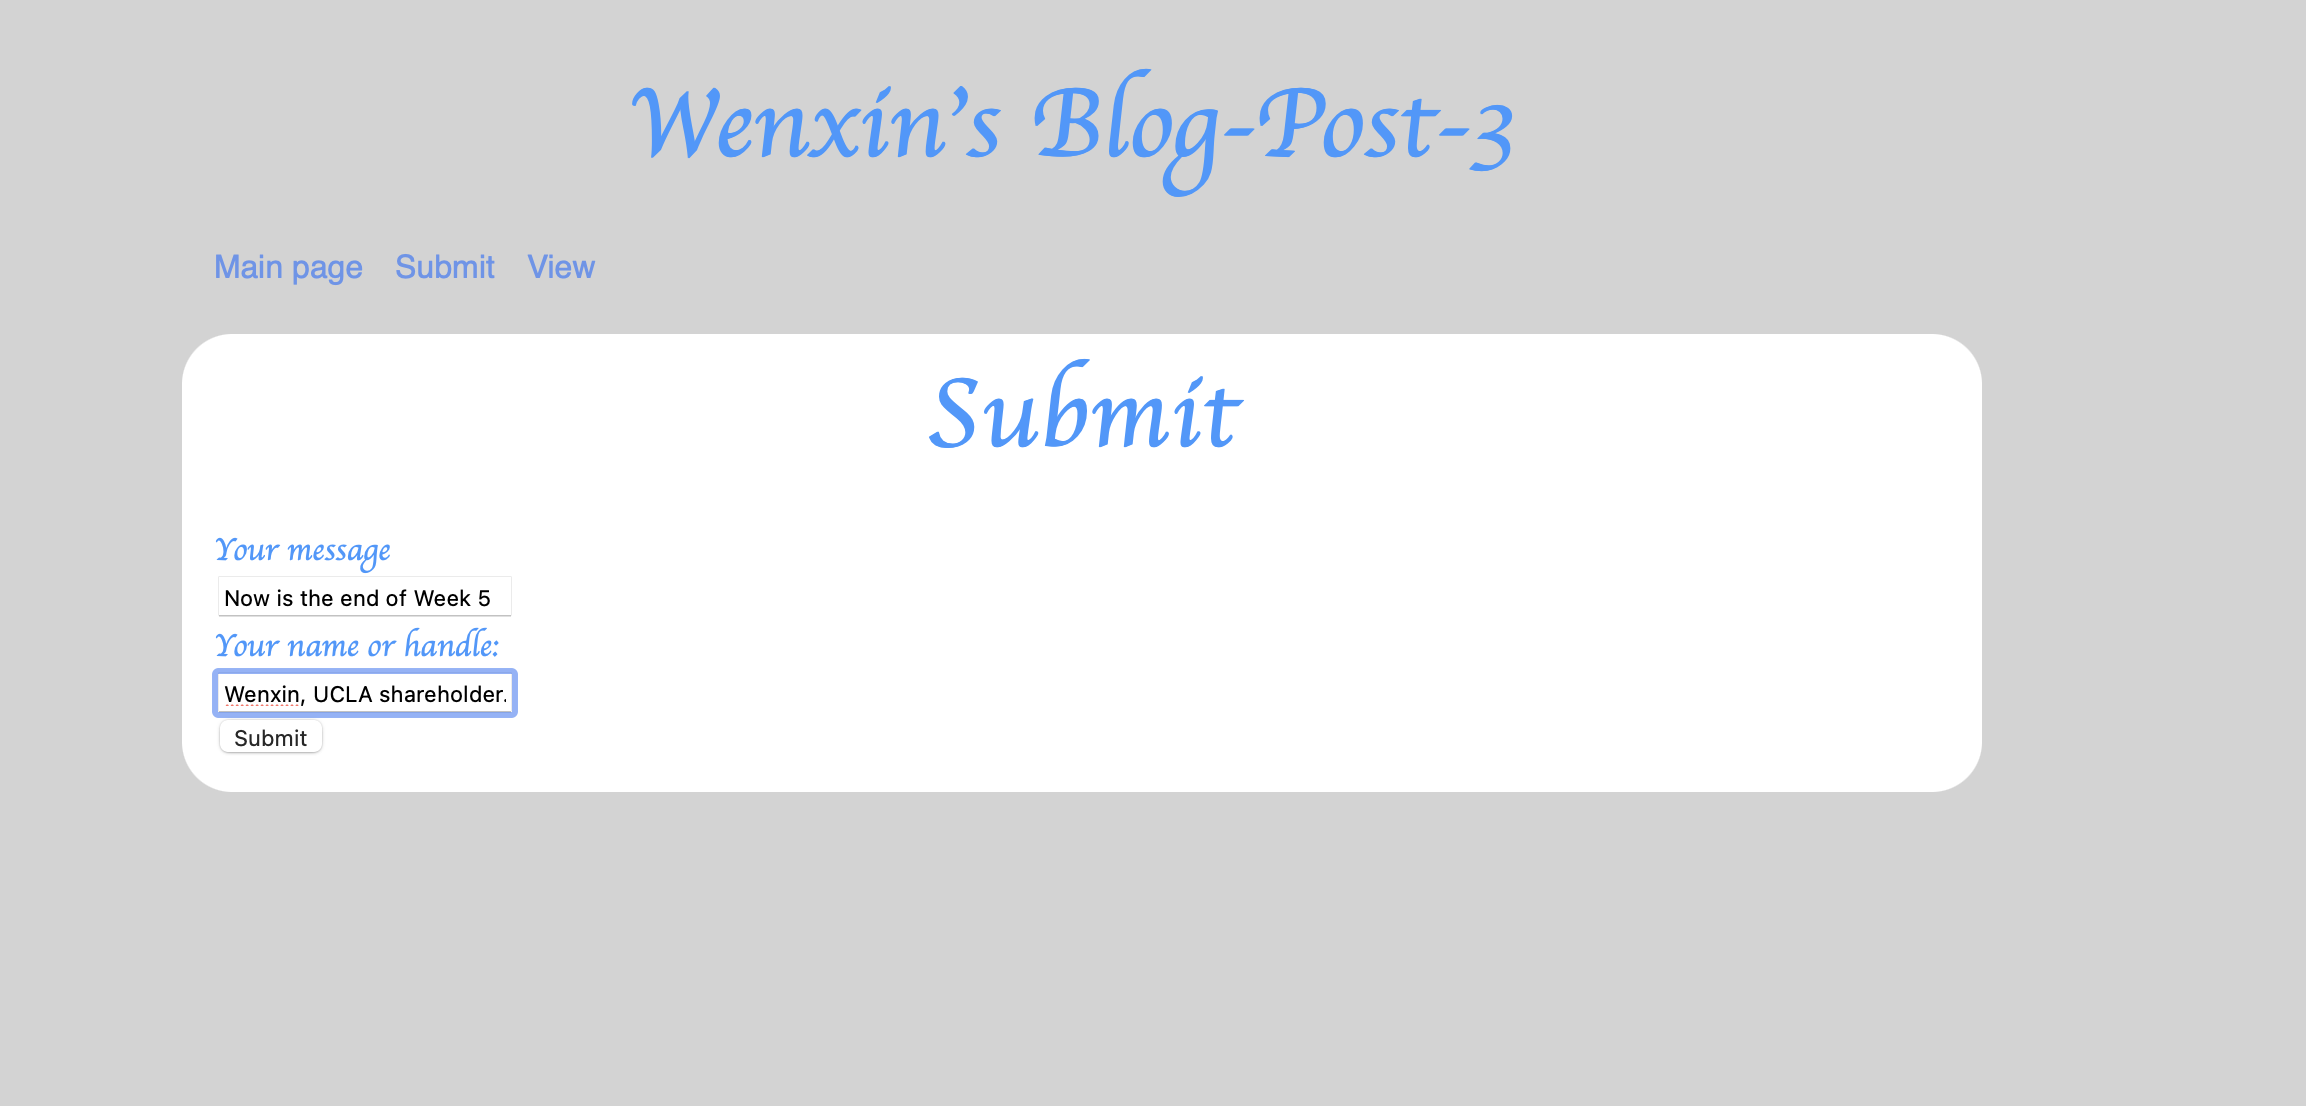 Wenxin's Blog-Post-3
Main page Submit View
Submit
Your message
Now is the end of Week 5
Your name or handle:
Wenxin, UCLA shareholder.
Submit